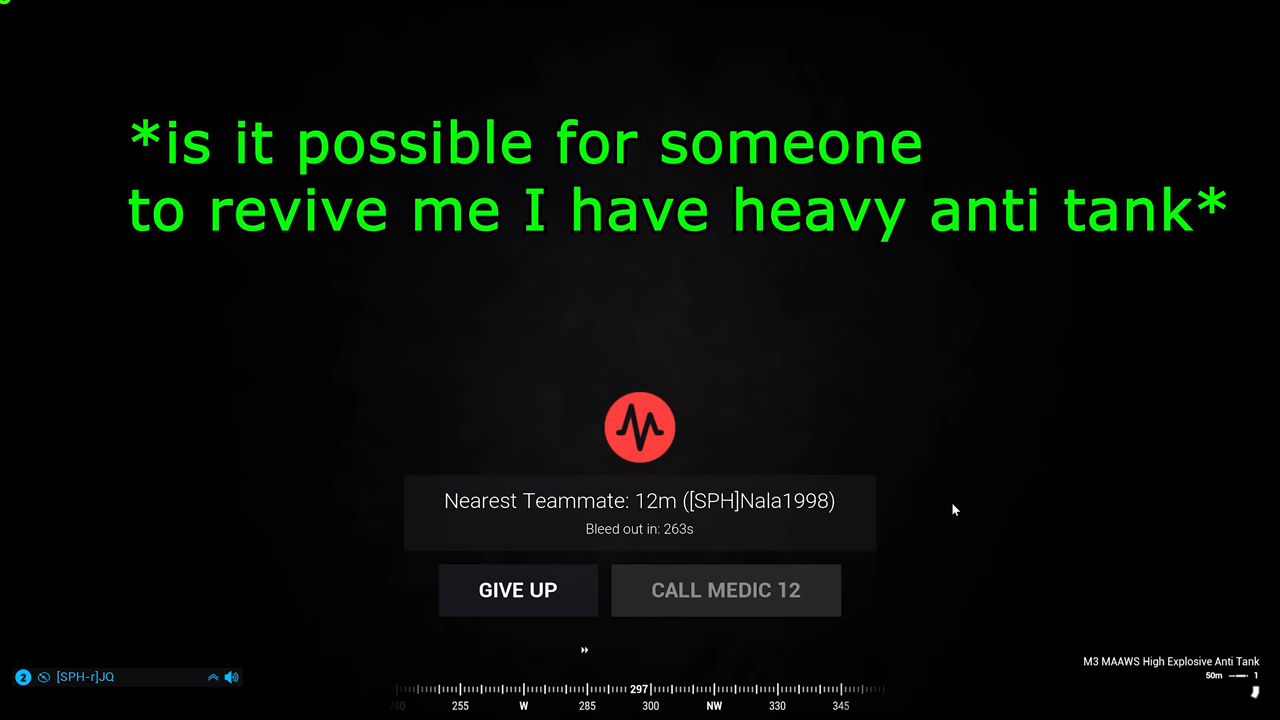 *is it possible for someone
to revive me I have heavy anti tank*
Nearest Teammate: 12m ([SPH]Nala1998)
Bleed out in: 263s
GIVE UP
CALL MEDIC 12
M3 MAAWS High Explosive Anti Tank
50m 1
2 [SPH-r]JQ
297
240 255 W 285 300 NW 330 345